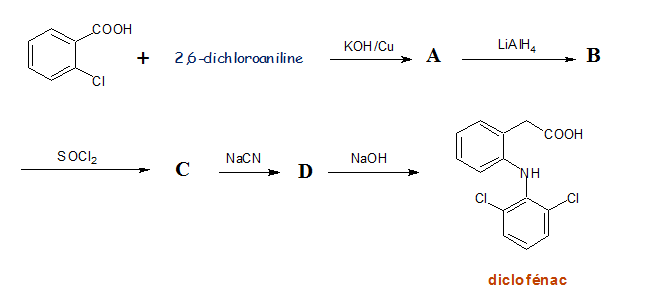 COOH
Cl
+ 2,6-dichloroaniline
KOH/Cu
A
LiAlH4
B
SOCl2
C
NaCN
D
NaOH
COOH
NH
Cl
Cl
diclofénac